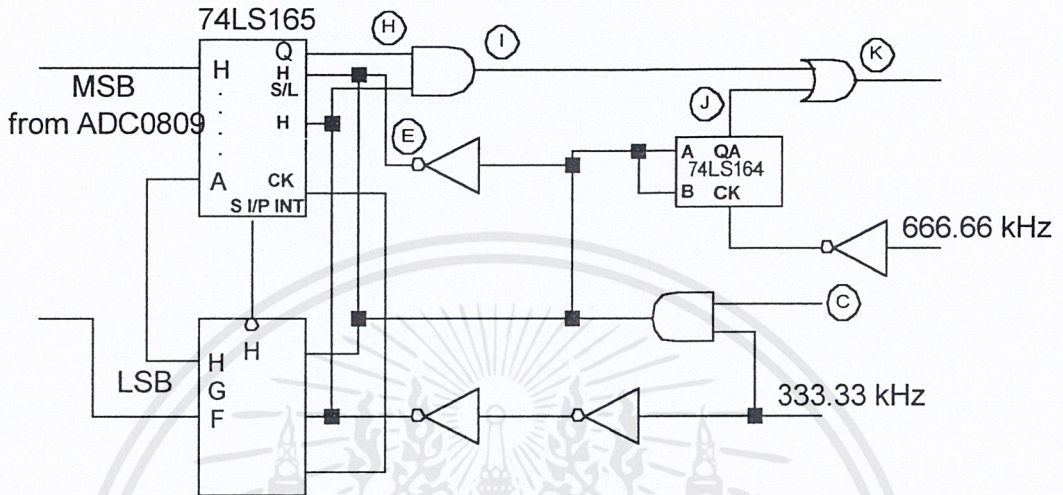 74LS165
H
Q
H
S/L
H
CK
S I/P INT
H
.
.
.
.
A
MSB
from ADC0809
I
K
J
E
A QA
74LS164
B CK
666.66 kHz
C
333.33 kHz
H
H
G
F
LSB